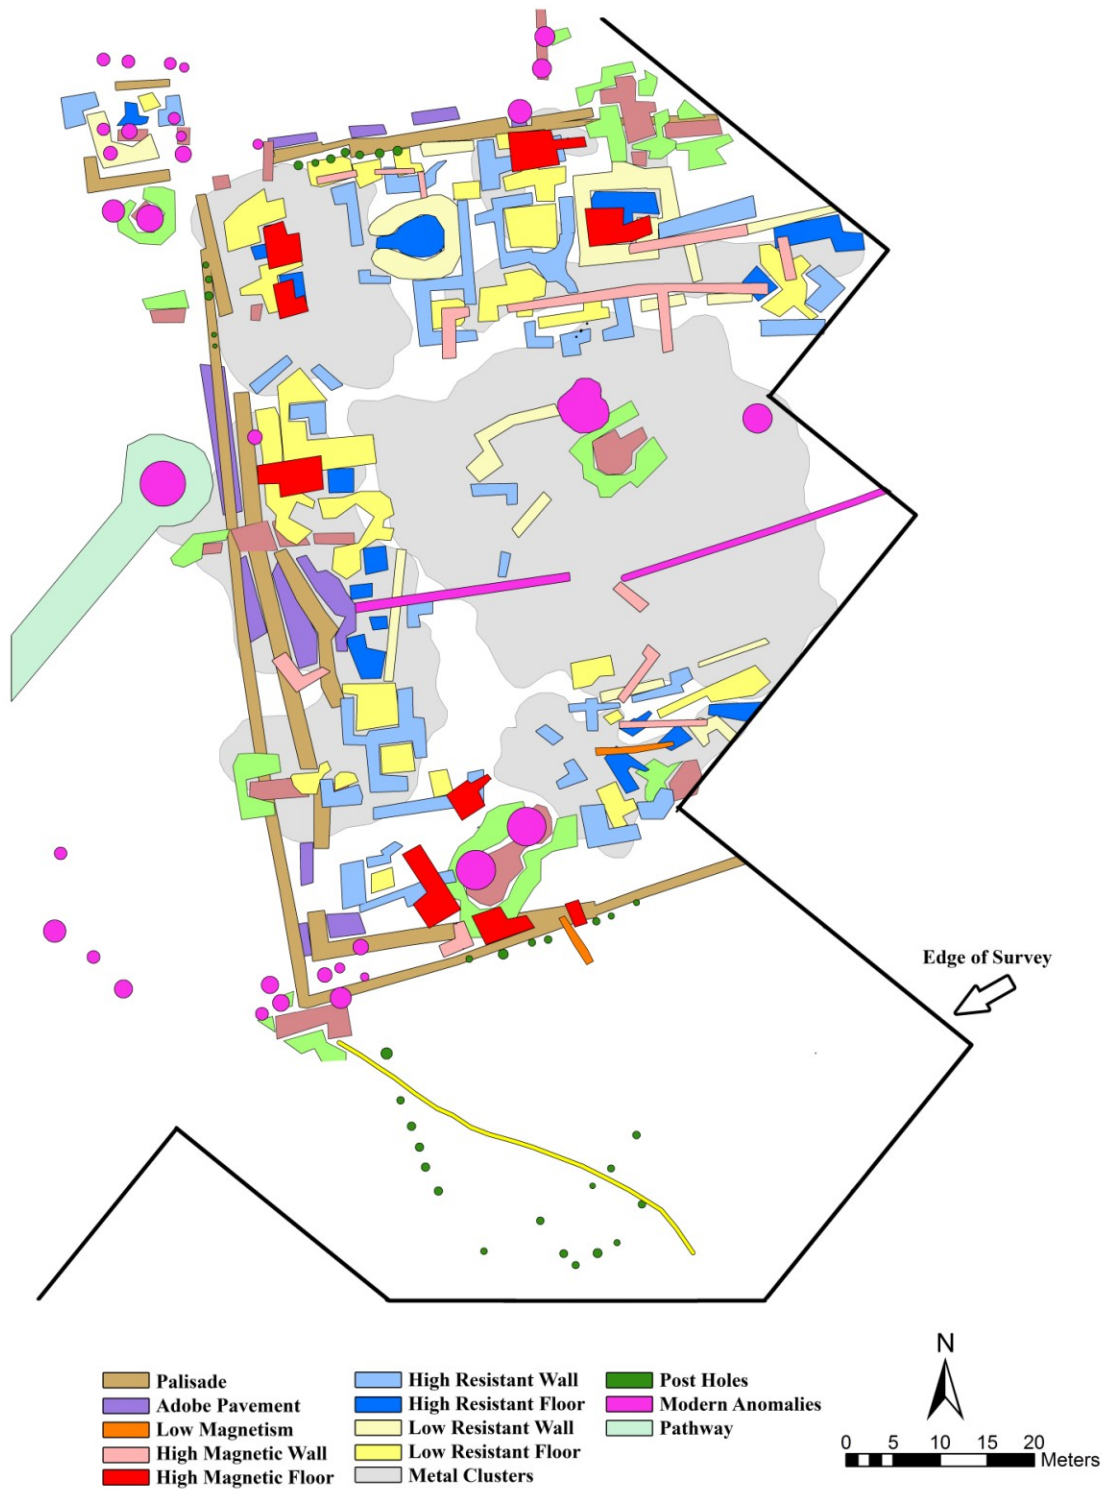 Edge of Survey
N
Palisade
Adobe Pavement
Low Magnetism
High Magnetic Wall
High Magnetic Floor
High Resistant Wall
High Resistant Floor
Low Resistant Wall
Low Resistant Floor
Metal Clusters
Post Holes
Modern Anomalies
Pathway
0 5 10 15 20
Meters